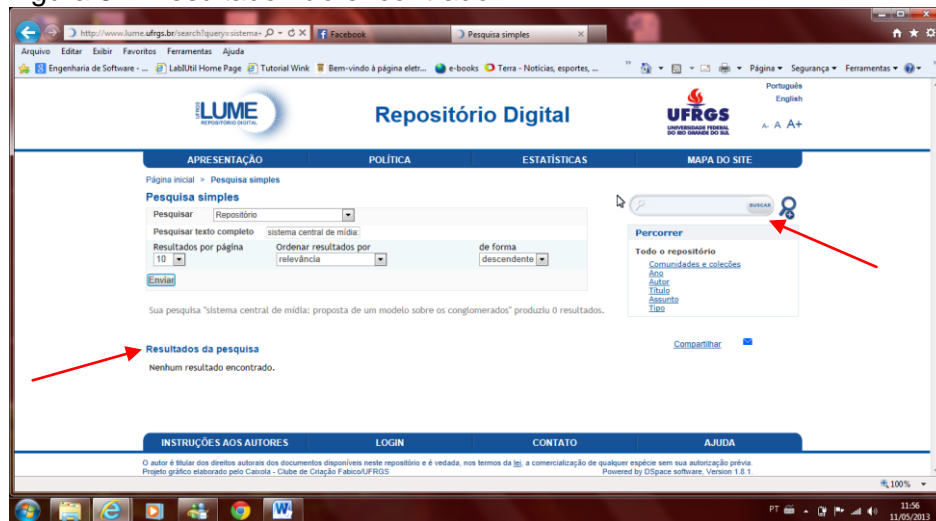 http://www.lume.ufrgs.br/search?query=sistema+
Facebook
Pesquisa simples
Arquivo Editar Exibir Favoritos Ferramentas Ajuda
Engenharia de Software - ... LabIUtil Home Page Tutorial Wink Bem-vindo à página eletr... e-books Terra - Notícias, esportes, ... Página Segurança Ferramentas
UFRGS LUME
REPOSITÓRIO DIGITAL
Repositório Digital
UFRGS
UNIVERSIDADE FEDERAL
DO RIO GRANDE DO SUL
Português
English
A- A A+
APRESENTAÇÃO POLÍTICA ESTATÍSTICAS MAPA DO SITE
Página inicial > Pesquisa simples
Pesquisa simples
Pesquisar Repositório
Pesquisar texto completo sistema central de mídia:
Resultados por página Ordenar resultados por de forma
10 relevância descendente
Enviar
Sua pesquisa "sistema central de mídia: proposta de um modelo sobre os conglomerados" produziu 0 resultados.
Resultados da pesquisa
Nenhum resultado encontrado.
BUSCAR
Percorrer
Todo o repositório
Comunidades e coleções
Ano
Autor
Título
Assunto
Tipo
Compartilhar
INSTRUÇÕES AOS AUTORES LOGIN CONTATO AJUDA
O autor é titular dos direitos autorais dos documentos disponíveis neste repositório e é vedada, nos termos da lei, a comercialização de qualquer espécie sem sua autorização prévia.
Projeto gráfico elaborado pelo Caixola - Clube de Criação Fabico/UFRGS Powered by DSpace software, Version 1.8.1.
100%
PT
11:56
11/05/2013